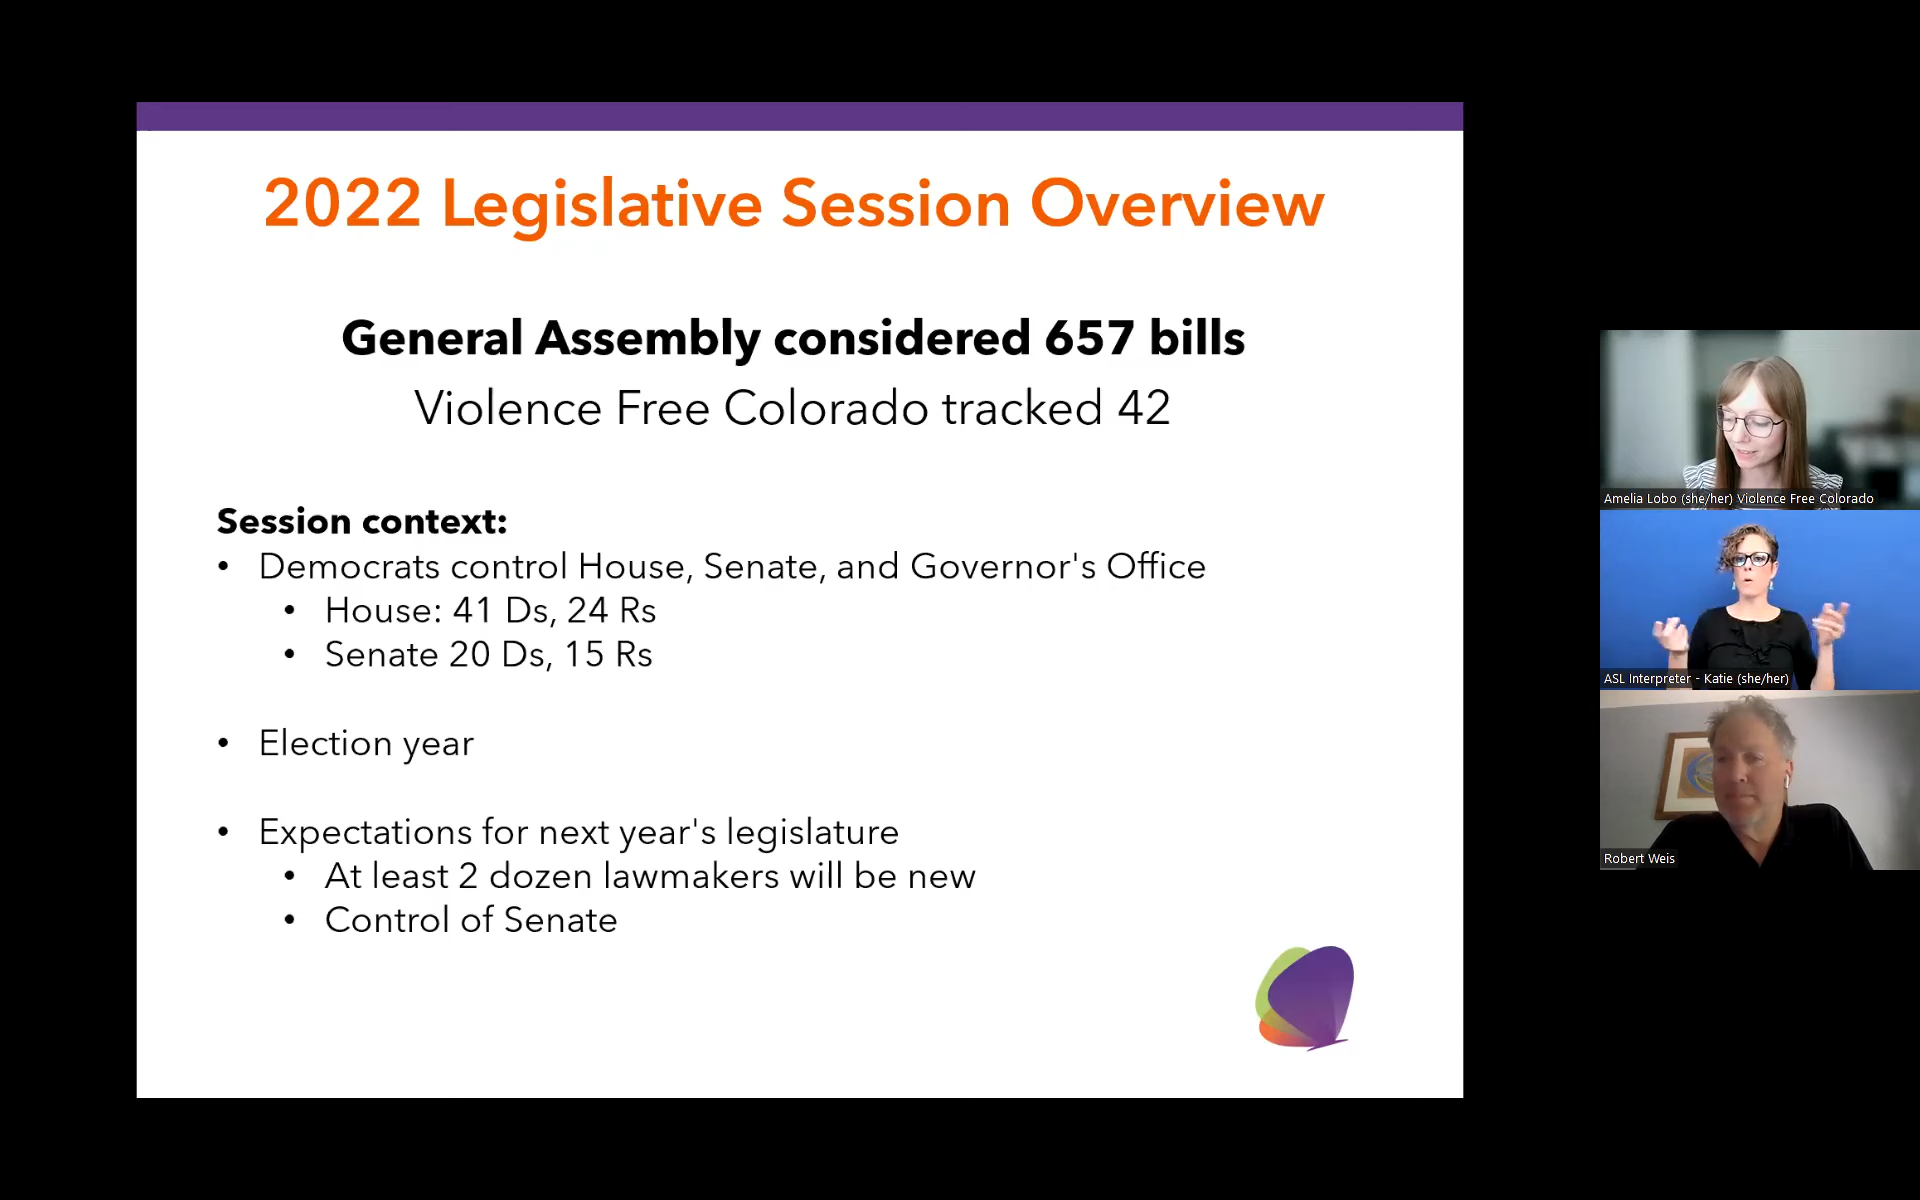 2022 Legislative Session Overview
General Assembly considered 657 bills
Violence Free Colorado tracked 42
Session context:
• Democrats control House, Senate, and Governor's Office
• House: 41 Ds, 24 Rs
• Senate 20 Ds, 15 Rs
• Election year
• Expectations for next year's legislature
• At least 2 dozen lawmakers will be new
• Control of Senate
Amelia Lobo (she/her) Violence Free Colorado
ASL Interpreter - Katie (she/her)
Robert Weis